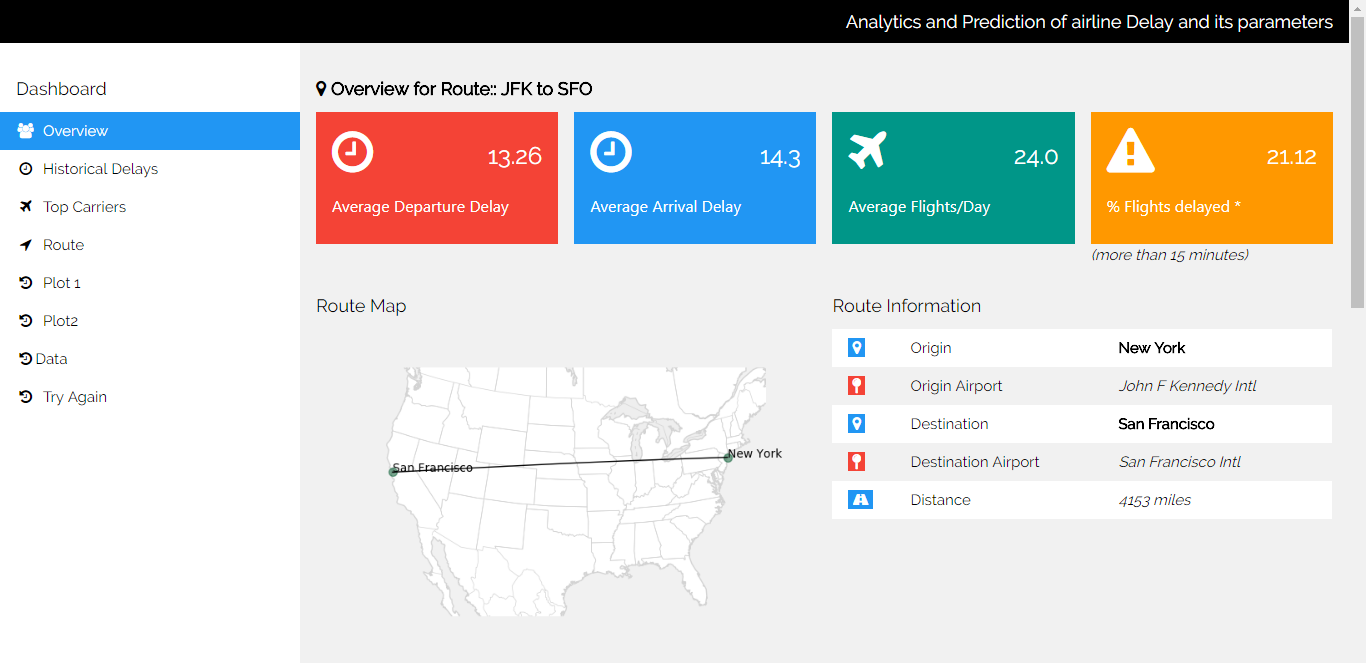 Analytics and Prediction of airline Delay and its parameters
Dashboard
Overview
Historical Delays
Top Carriers
Route
Plot 1
Plot2
Data
Try Again
Overview for Route:: JFK to SFO
13.26
Average Departure Delay
14.3
Average Arrival Delay
24.0
Average Flights/Day
21.12
% Flights delayed *
(more than 15 minutes)
Route Map
San Francisco
New York
Route Information
Origin New York
Origin Airport John F Kennedy Intl
Destination San Francisco
Destination Airport San Francisco Intl
Distance 4153 miles